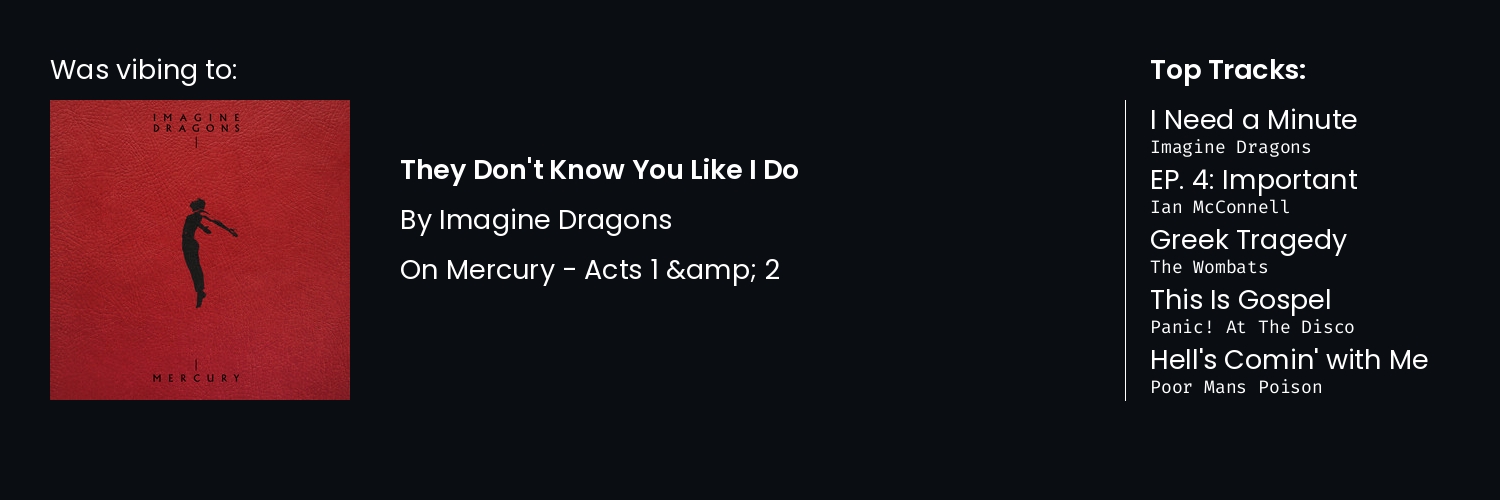 Was vibing to:
IMAGINE
DRAGONS
MERCURY
They Don't Know You Like I Do
By Imagine Dragons
On Mercury - Acts 1 &amp; 2
Top Tracks:
I Need a Minute
Imagine Dragons
EP. 4: Important
Ian McConnell
Greek Tragedy
The Wombats
This Is Gospel
Panic! At The Disco
Hell's Comin' with Me
Poor Mans Poison